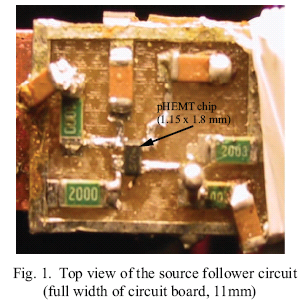 pHEMT chip
(1.15 x 1.8 mm)
2003
2000
Fig. 1.  Top view of the source follower circuit
(full width of circuit board, 11mm)